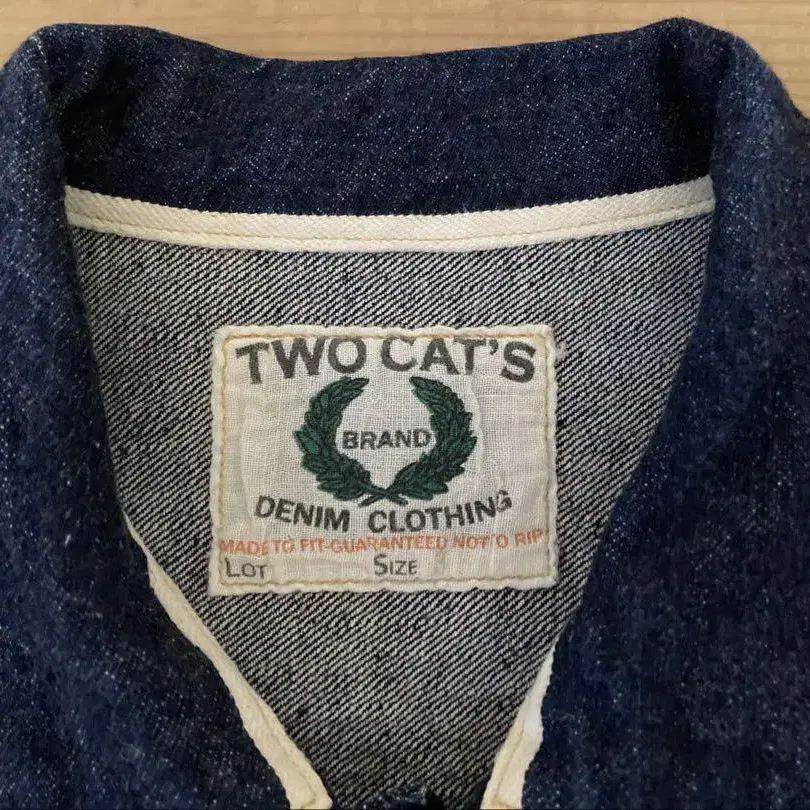 TWO CAT'S
BRAND
DENIM CLOTHING
MADE TO FIT-GUARANTEED NOT O RIP
LOT SIZE